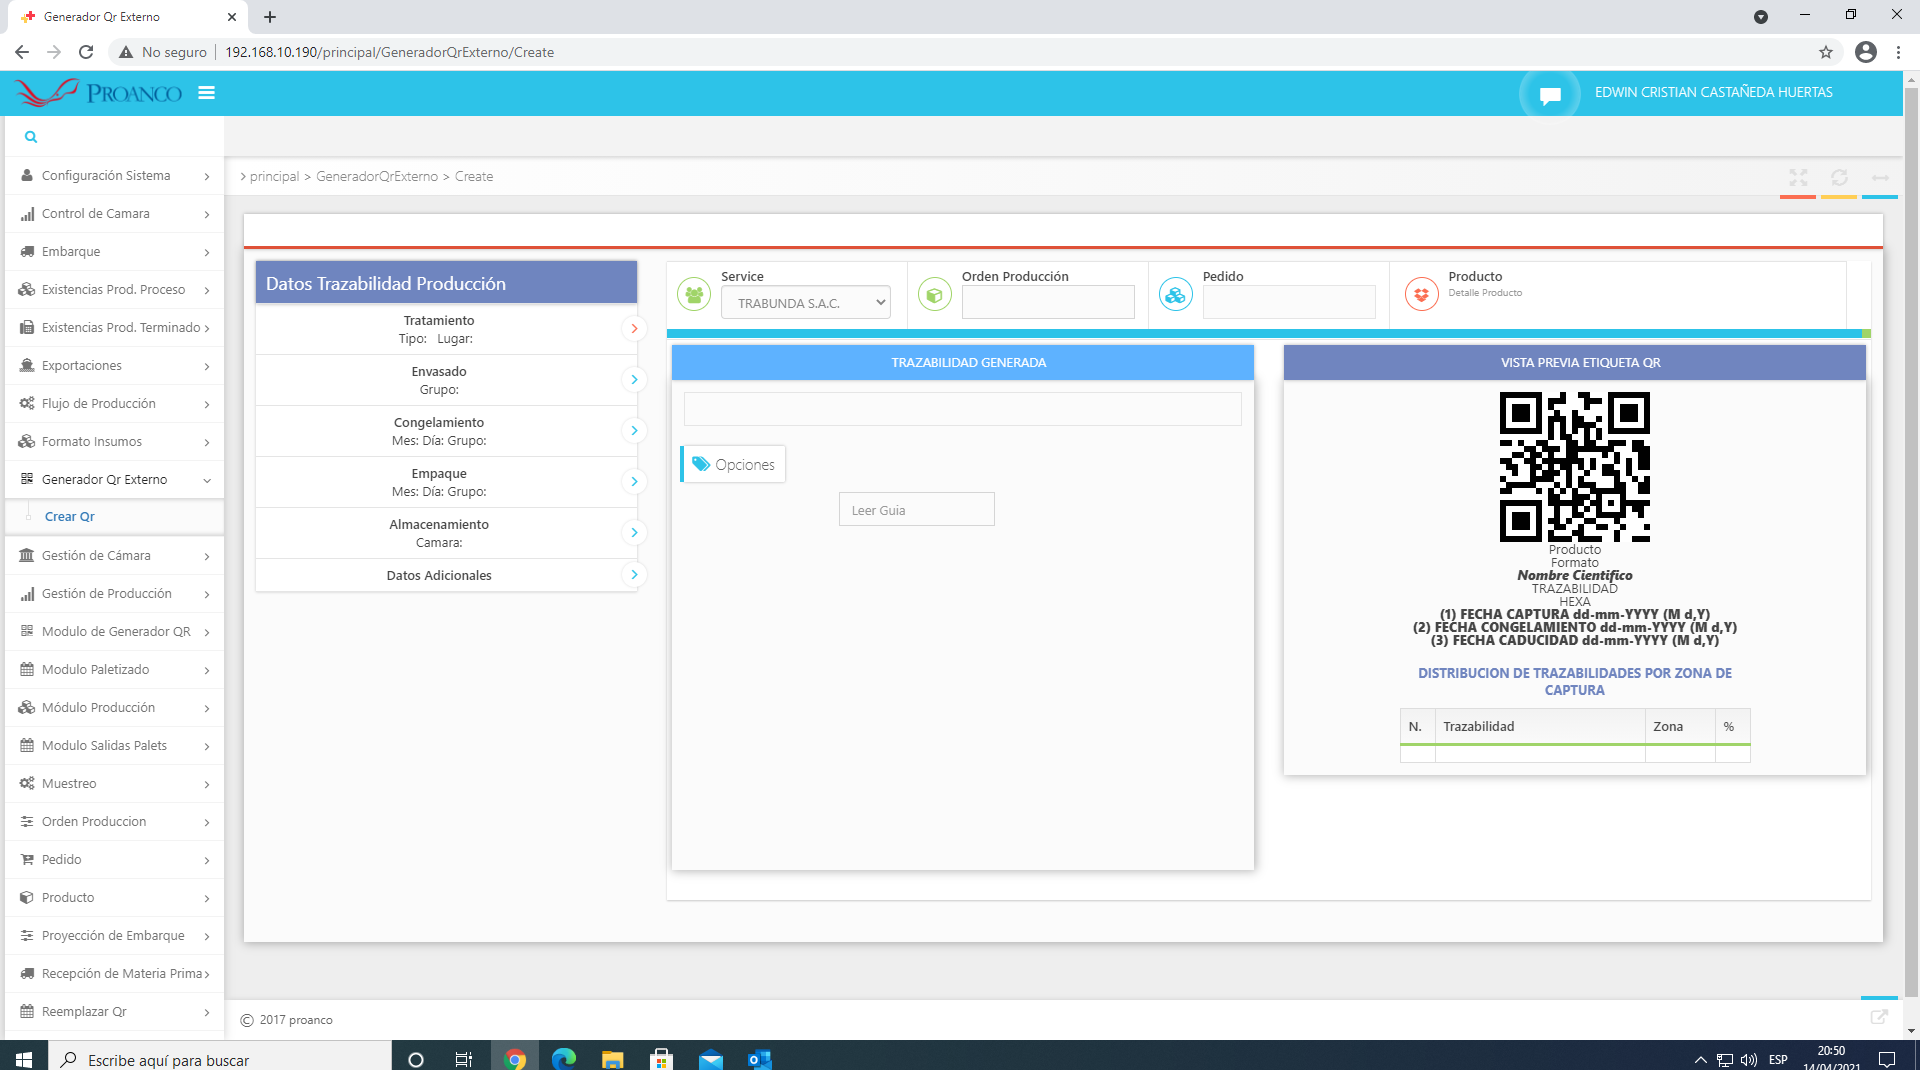 Generador Qr Externo
No seguro
192.168.10.190/principal/GeneradorQrExterno/Create
PROANCO
EDWIN CRISTIAN CASTAÑEDA HUERTAS
Configuración Sistema
Control de Camara
Embarque
Existencias Prod. Proceso
Existencias Prod. Terminado
Exportaciones
Flujo de Producción
Formato Insumos
Generador Qr Externo
Crear Qr
Gestión de Cámara
Gestión de Producción
Modulo de Generador QR
Modulo Paletizado
Módulo Producción
Modulo Salidas Palets
Muestreo
Orden Produccion
Pedido
Producto
Proyección de Embarque
Recepción de Materia Prima
Reemplazar Qr
> principal > GeneradorQrExterno > Create
Datos Trazabilidad Producción
Tratamiento
Tipo: Lugar:
Envasado
Grupo:
Congelamiento
Mes: Día: Grupo:
Empaque
Mes: Día: Grupo:
Almacenamiento
Camara:
Datos Adicionales
Service
TRABUNDA S.A.C.
Orden Producción
Pedido
Producto
Detalle Producto
TRAZABILIDAD GENERADA
Opciones
Leer Guia
VISTA PREVIA ETIQUETA QR
Producto
Formato
Nombre Cientifico
TRAZABILIDAD
HEXA
(1) FECHA CAPTURA dd-mm-YYYY (M d,Y)
(2) FECHA CONGELAMIENTO dd-mm-YYYY (M d,Y)
(3) FECHA CADUCIDAD dd-mm-YYYY (M d,Y)
DISTRIBUCION DE TRAZABILIDADES POR ZONA DE
CAPTURA
N. Trazabilidad Zona %
© 2017 proanco
Escribe aquí para buscar
ESP
20:50
14/04/2021